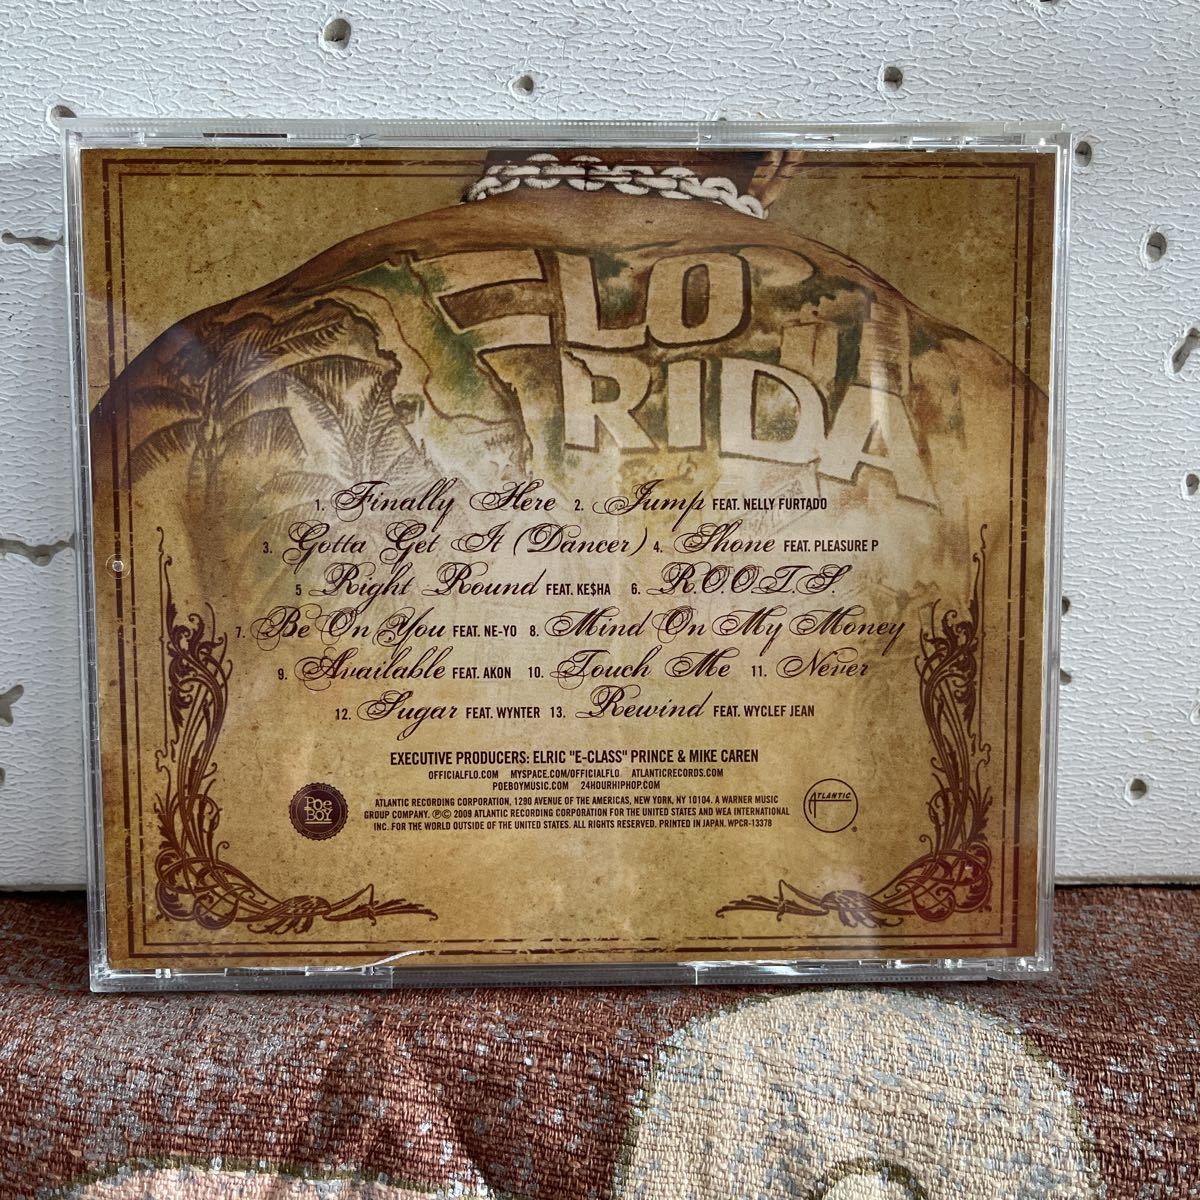 FLO
RIDA
1. Finally Here 2. Jump FEAT. NELLY FURTADO
3. Gotta Get It (Dancer) 4. Shone FEAT. PLEASURE P
5 Right Round FEAT. KE$HA 6. R.O.O.T.S.
7. Be On You FEAT. NE-YO 8. Mind On My Money
9. Available FEAT. AKON 10. Touch Me 11. Never
12. Sugar FEAT. WYNTER 13. Rewind FEAT. WYCLEF JEAN
EXECUTIVE PRODUCERS: ELRIC "E-CLASS" PRINCE & MIKE CAREN
OFFICIALFLO.COM MYSPACE.COM/OFFICIALFLO ATLANTICRECORDS.COM
POEBOYMUSIC.COM 24HOURHIPHOP.COM
POE
BOY
ATLANTIC RECORDING CORPORATION, 1290 AVENUE OF THE AMERICAS, NEW YORK, NY 10104. A WARNER MUSIC
GROUP COMPANY. ℗© 2009 ATLANTIC RECORDING CORPORATION FOR THE UNITED STATES AND WEA INTERNATIONAL
INC. FOR THE WORLD OUTSIDE OF THE UNITED STATES. ALL RIGHTS RESERVED. PRINTED IN JAPAN. WPCR-13378
ATLANTIC
®